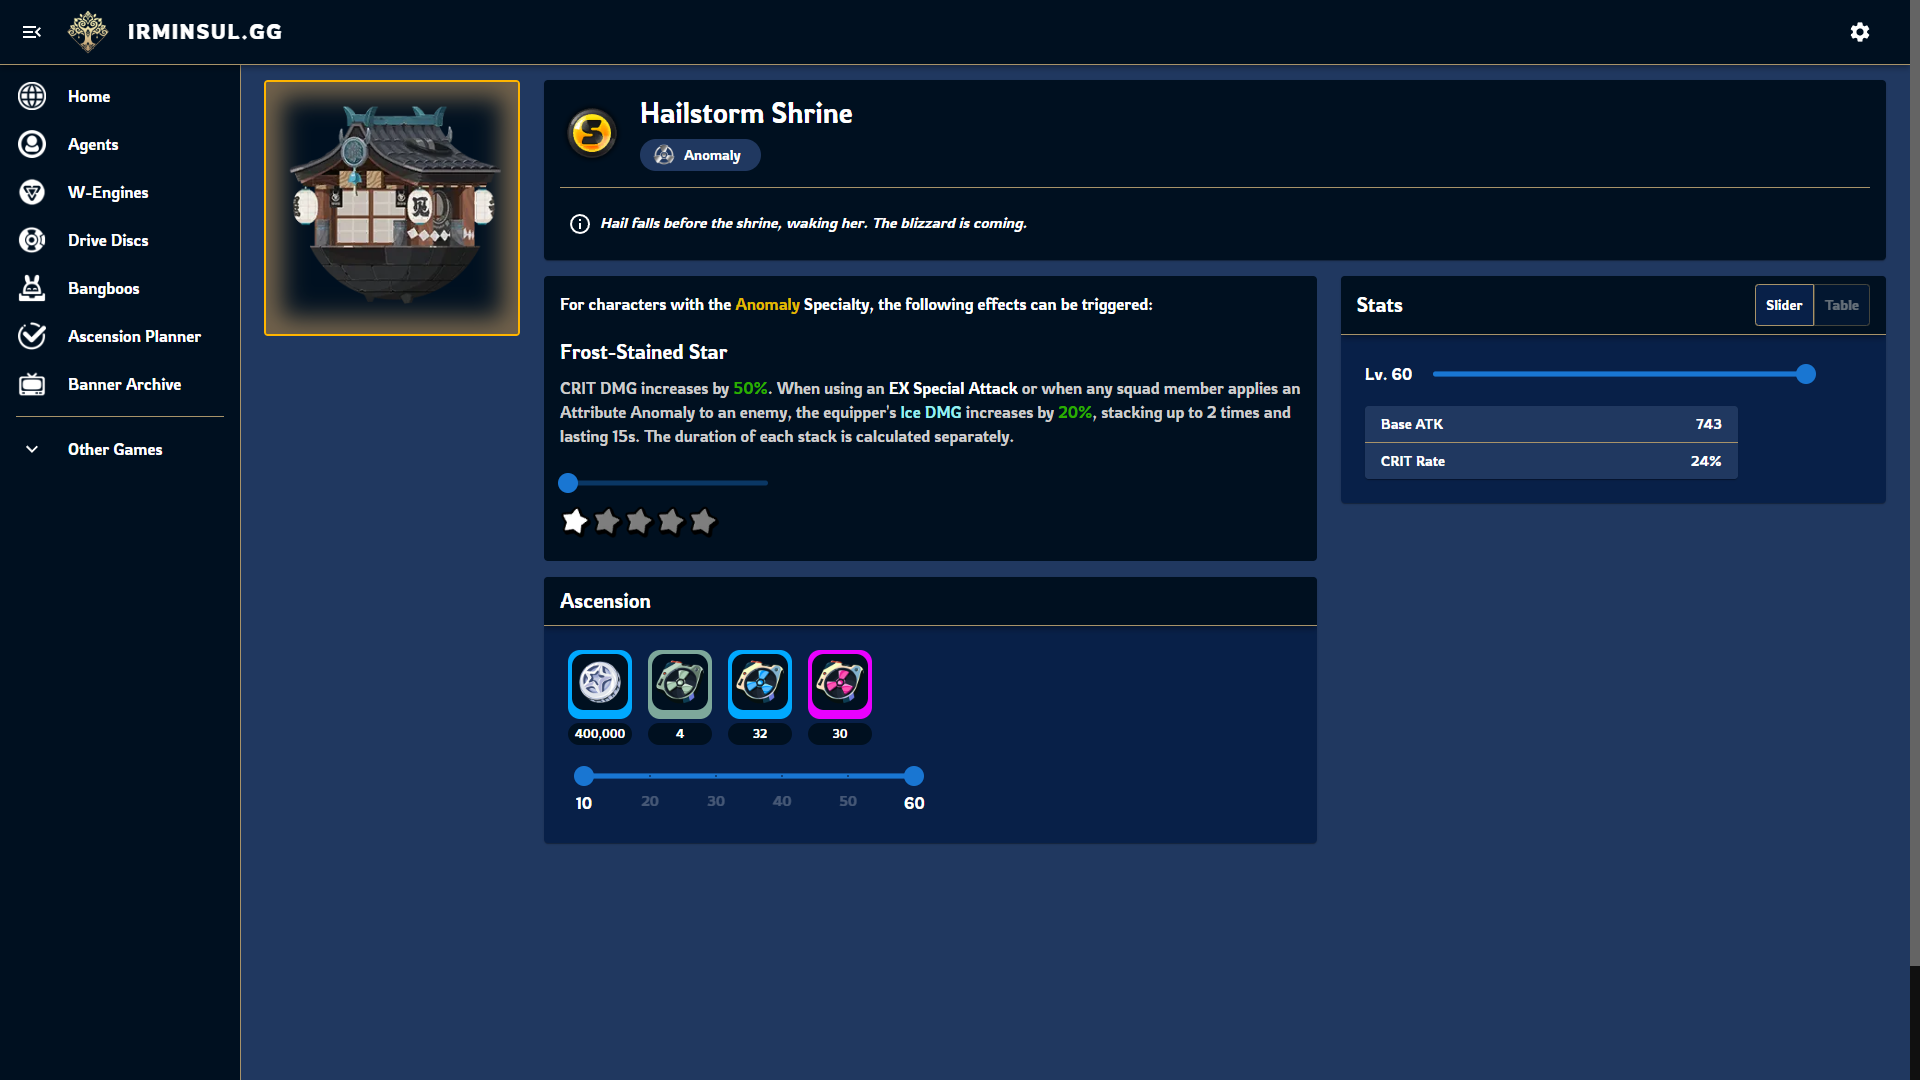 IRMINSUL.GG
Home
Agents
W-Engines
Drive Discs
Bangboos
Ascension Planner
Banner Archive
Other Games
S
Hailstorm Shrine
Anomaly
Hail falls before the shrine, waking her. The blizzard is coming.
For characters with the Anomaly Specialty, the following effects can be triggered:
Frost-Stained Star
CRIT DMG increases by 50%. When using an EX Special Attack or when any squad member applies an
Attribute Anomaly to an enemy, the equipper's Ice DMG increases by 20%, stacking up to 2 times and
lasting 15s. The duration of each stack is calculated separately.
Ascension
400,000
4
32
30
10
20
30
40
50
60
Stats
Slider
Table
Lv. 60
Base ATK
743
CRIT Rate
24%